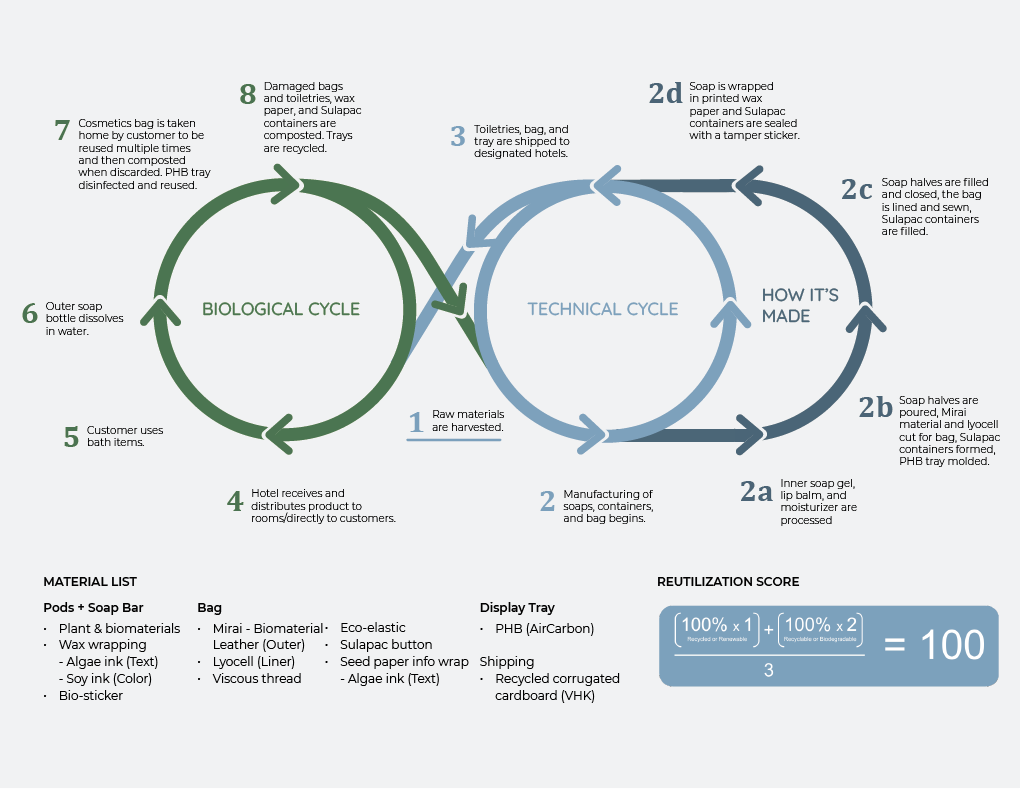 8
Damaged bags
and toiletries, wax
paper, and Sulapac
containers are
composted. Trays
are recycled.
2d
Soap is wrapped
in printed wax
paper and Sulapac
containers are sealed
with a tamper sticker.
7
Cosmetics bag is taken
home by customer to be
reused multiple times
and then composted
when discarded. PHB tray
disinfected and reused.
3
Toiletries, bag, and
tray are shipped to
designated hotels.
2c
Soap halves are filled
and closed, the bag
is lined and sewn,
Sulapac containers
are filled.
6
Outer soap
bottle dissolves
in water.
BIOLOGICAL CYCLE
TECHNICAL CYCLE
HOW IT'S
MADE
5
Customer uses
bath items.
1
Raw materials
are harvested.
2b
Soap halves are
poured, Mirai
material and lyocell
cut for bag, Sulapac
containers formed,
PHB tray molded.
4
Hotel receives and
distributes product to
rooms/directly to customers.
2
Manufacturing of
soaps, containers,
and bag begins.
2a
Inner soap gel,
lip balm, and
moisturizer are
processed
MATERIAL LIST
Pods + Soap Bar
• Plant & biomaterials
• Wax wrapping
- Algae ink (Text)
- Soy ink (Color)
• Bio-sticker
Bag
• Mirai - Biomaterial
Leather (Outer)
• Lyocell (Liner)
• Viscous thread
• Eco-elastic
• Sulapac button
• Seed paper info wrap
- Algae ink (Text)
Display Tray
• PHB (AirCarbon)
Shipping
• Recycled corrugated
cardboard (VHK)
REUTILIZATION SCORE
(100% x 1) + (100% x 2)
Recycled or Renewable
Recyclable or Biodegradable
3
= 100